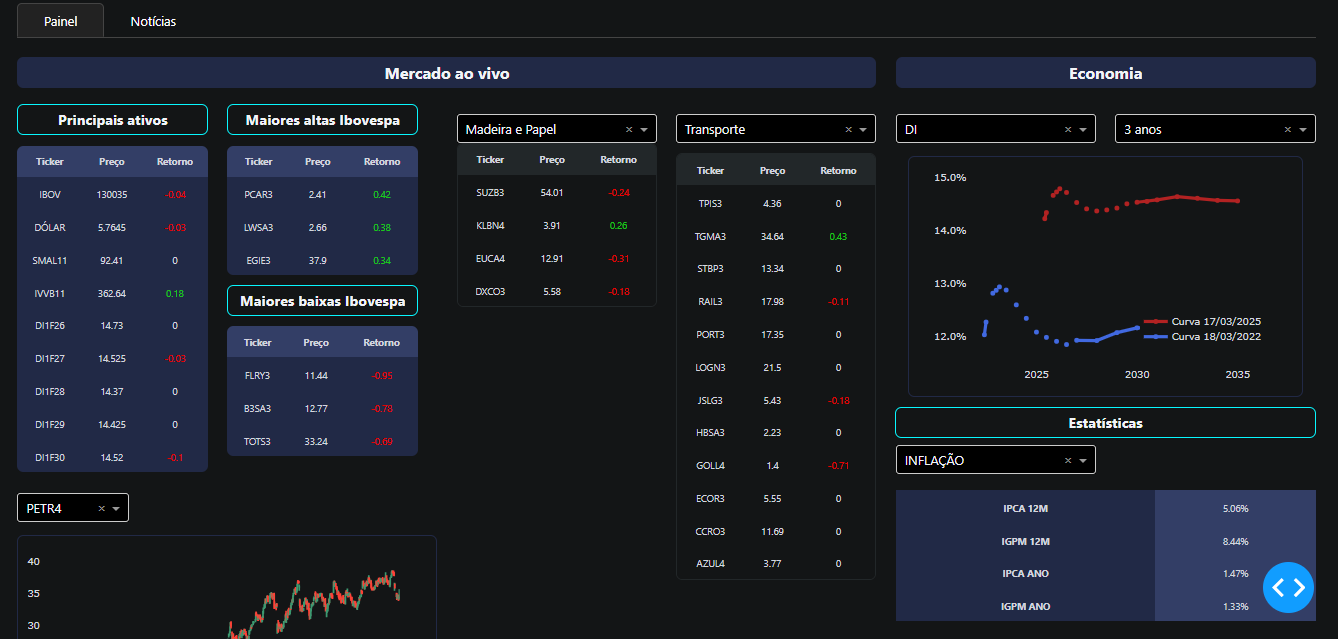 Painel Notícias
Mercado ao vivo
Principais ativos
Ticker Preço Retorno
IBOV 130035 -0.04
DÓLAR 5.7645 -0.03
SMAL11 92.41 0
IVVB11 362.64 0.18
DI1F26 14.73 0
DI1F27 14.525 -0.03
DI1F28 14.37 0
DI1F29 14.425 0
DI1F30 14.52 -0.1
Maiores altas Ibovespa
Ticker Preço Retorno
PCAR3 2.41 0.42
LWSA3 2.66 0.38
EGIE3 37.9 0.34
Maiores baixas Ibovespa
Ticker Preço Retorno
FLRY3 11.44 -0.95
B3SA3 12.77 -0.78
TOTS3 33.24 -0.69
Madeira e Papel ×
Ticker Preço Retorno
SUZB3 54.01 -0.24
KLBN4 3.91 0.26
EUCA4 12.91 -0.31
DXCO3 5.58 -0.18
Transporte ×
Ticker Preço Retorno
TPIS3 4.36 0
TGMA3 34.64 0.43
STBP3 13.34 0
RAIL3 17.98 -0.11
PORT3 17.35 0
LOGN3 21.5 0
JSLG3 5.43 -0.18
HBSA3 2.23 0
GOLL4 1.4 -0.71
ECOR3 5.55 0
CCRO3 11.69 0
AZUL4 3.77 0
PETR4 ×
40
35
30
Economia
DI × 3 anos ×
15.0%
14.0%
13.0%
12.0%
Curva 17/03/2025
Curva 18/03/2022
2025 2030 2035
Estatísticas
INFLAÇÃO ×
IPCA 12M 5.06%
IGPM 12M 8.44%
IPCA ANO 1.47%
IGPM ANO 1.33%